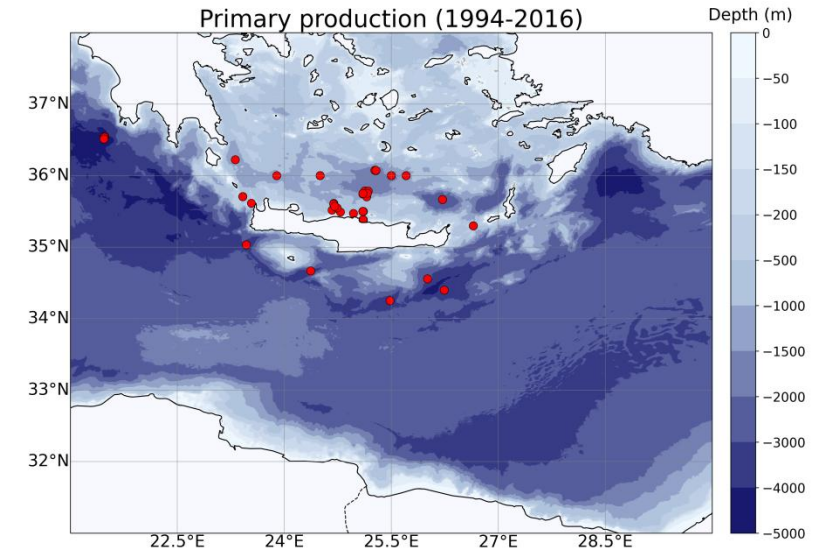 Primary production (1994-2016)
Depth (m)
0
−50
−100
−150
−200
−500
−1000
−1500
−2000
−3000
−4000
−5000
37°N
36°N
35°N
34°N
33°N
32°N
22.5°E
24°E
25.5°E
27°E
28.5°E